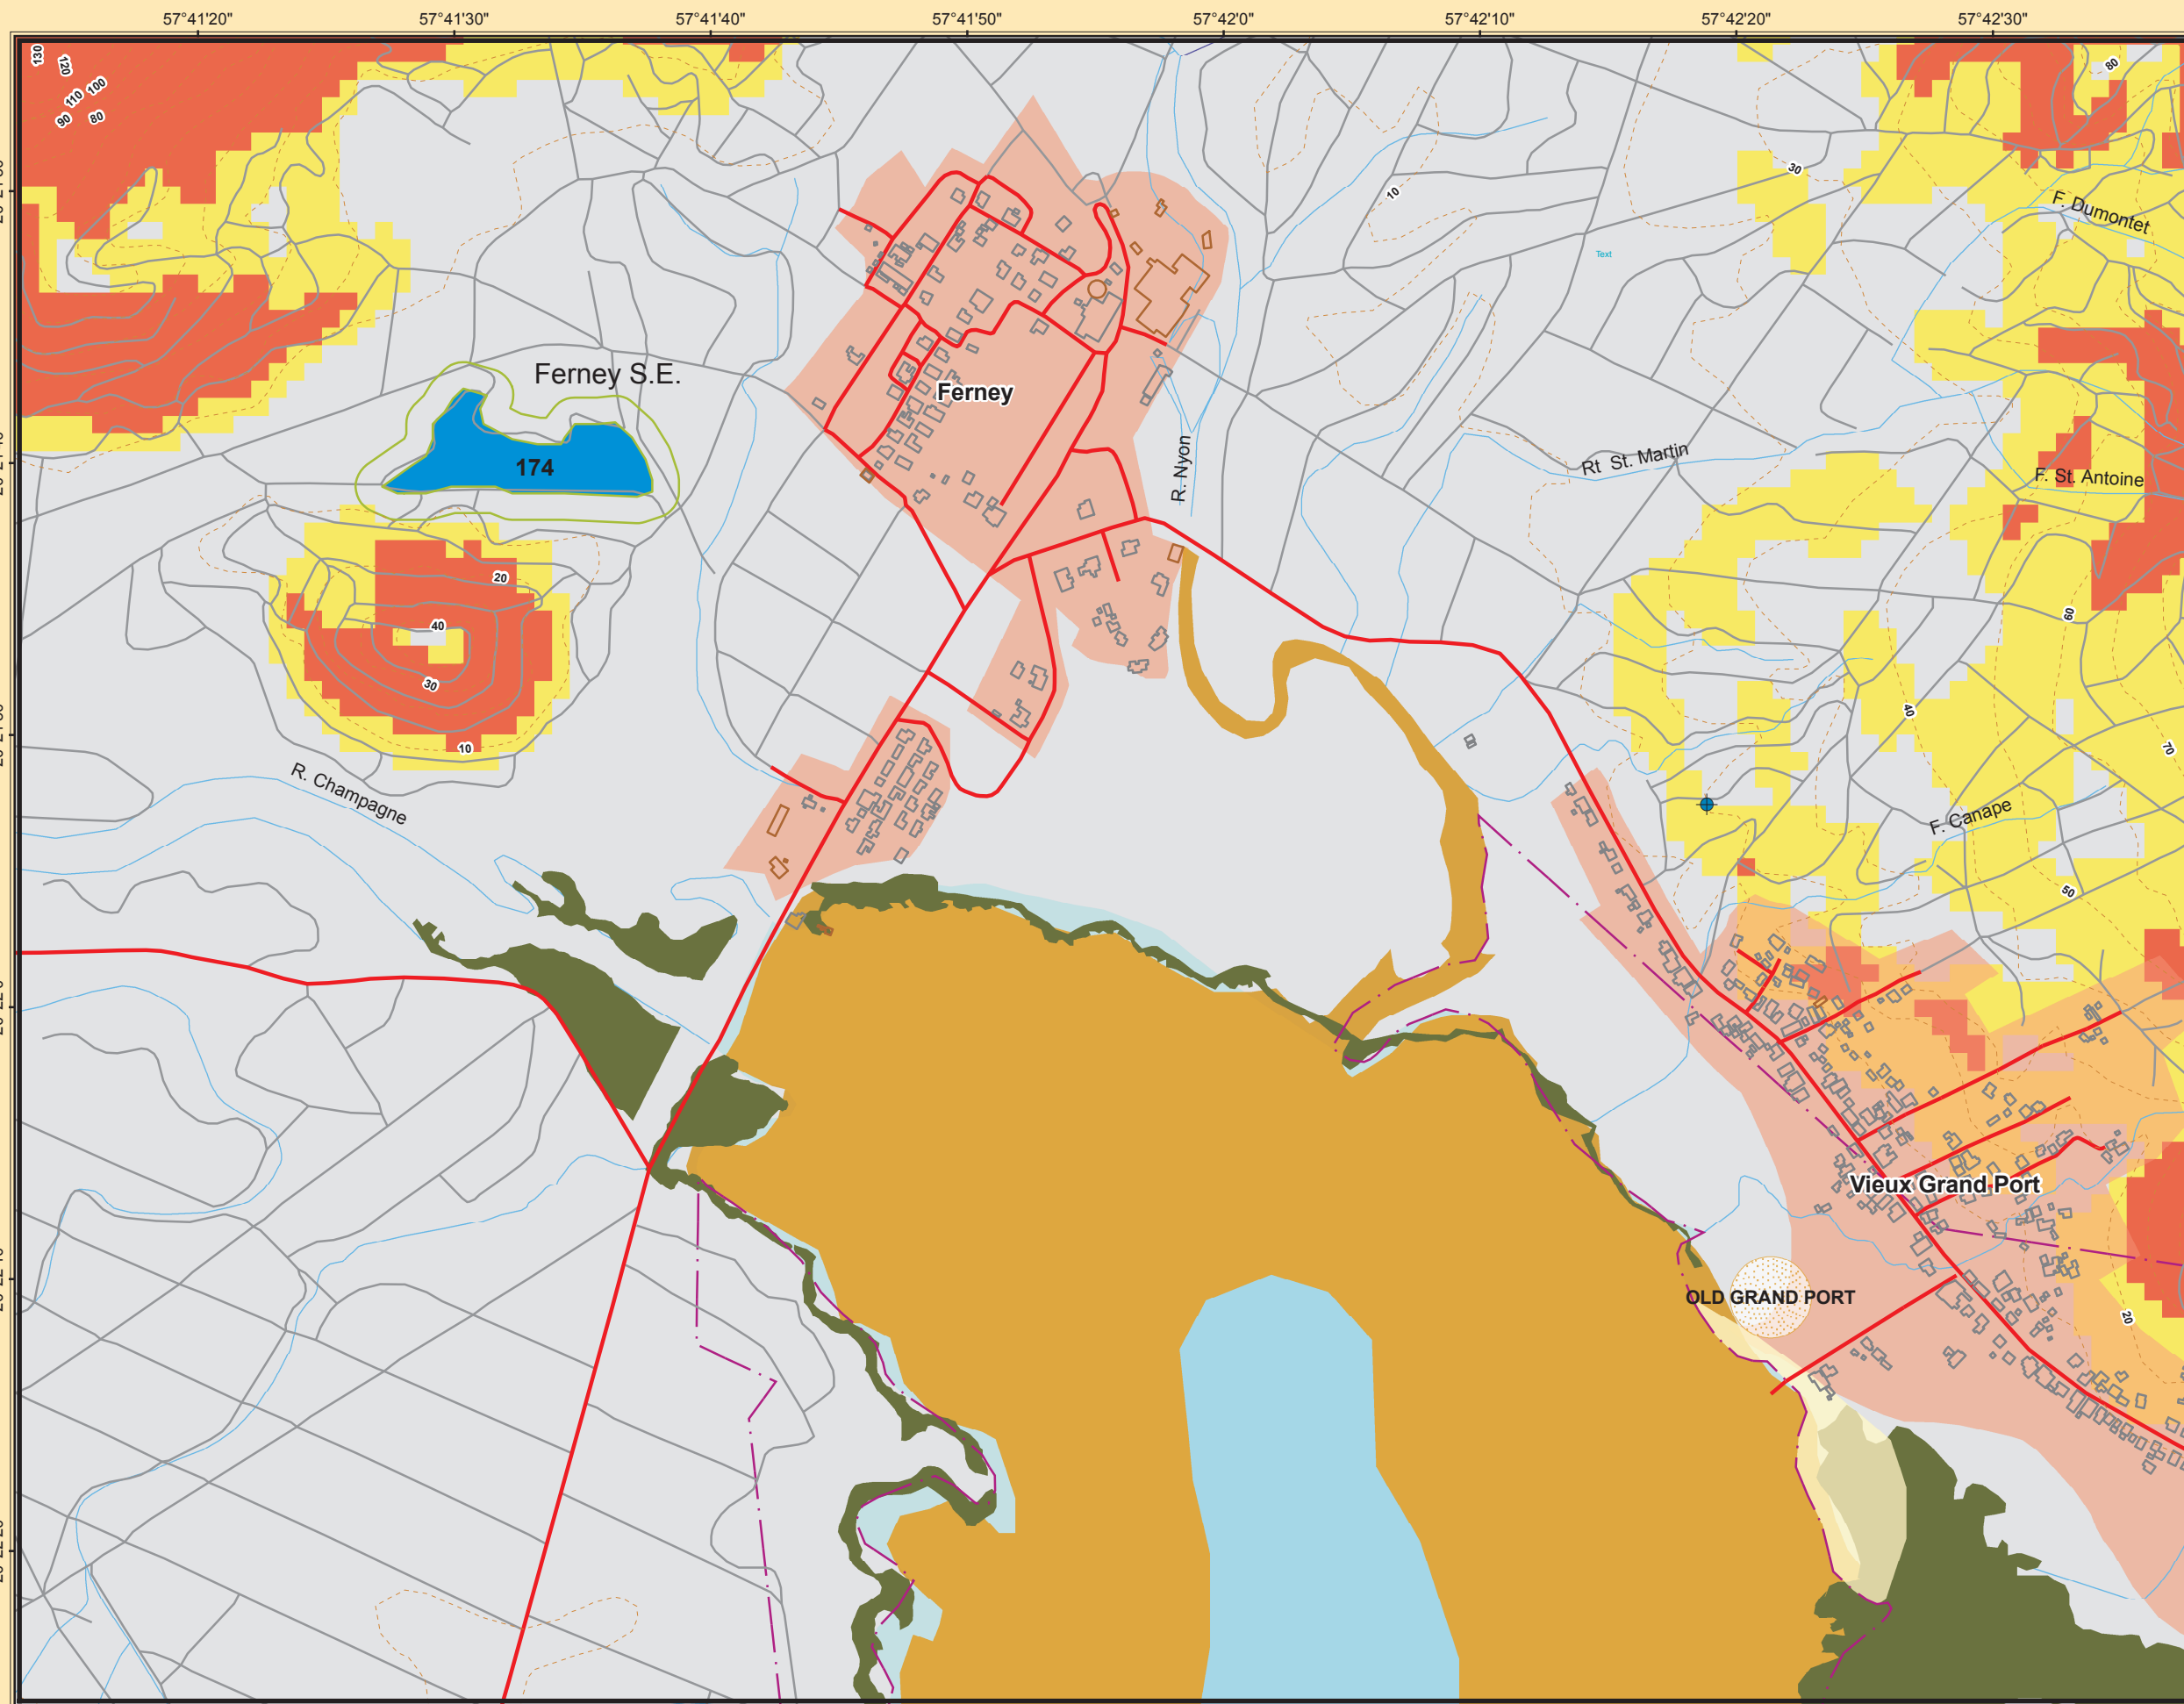 57°41'20" 57°41'30" 57°41'40" 57°41'50" 57°42'0" 57°42'10" 57°42'20" 57°42'30"
130
120
110
100
90
80
80
30
10
F. Dumontet
Text
Ferney S.E.
Ferney
174
R. Nyon
Rt St. Martin
F. St. Antoine
20
40
30
10
60
40
70
R. Champagne
F. Canape
50
Vieux Grand Port
OLD GRAND PORT
20